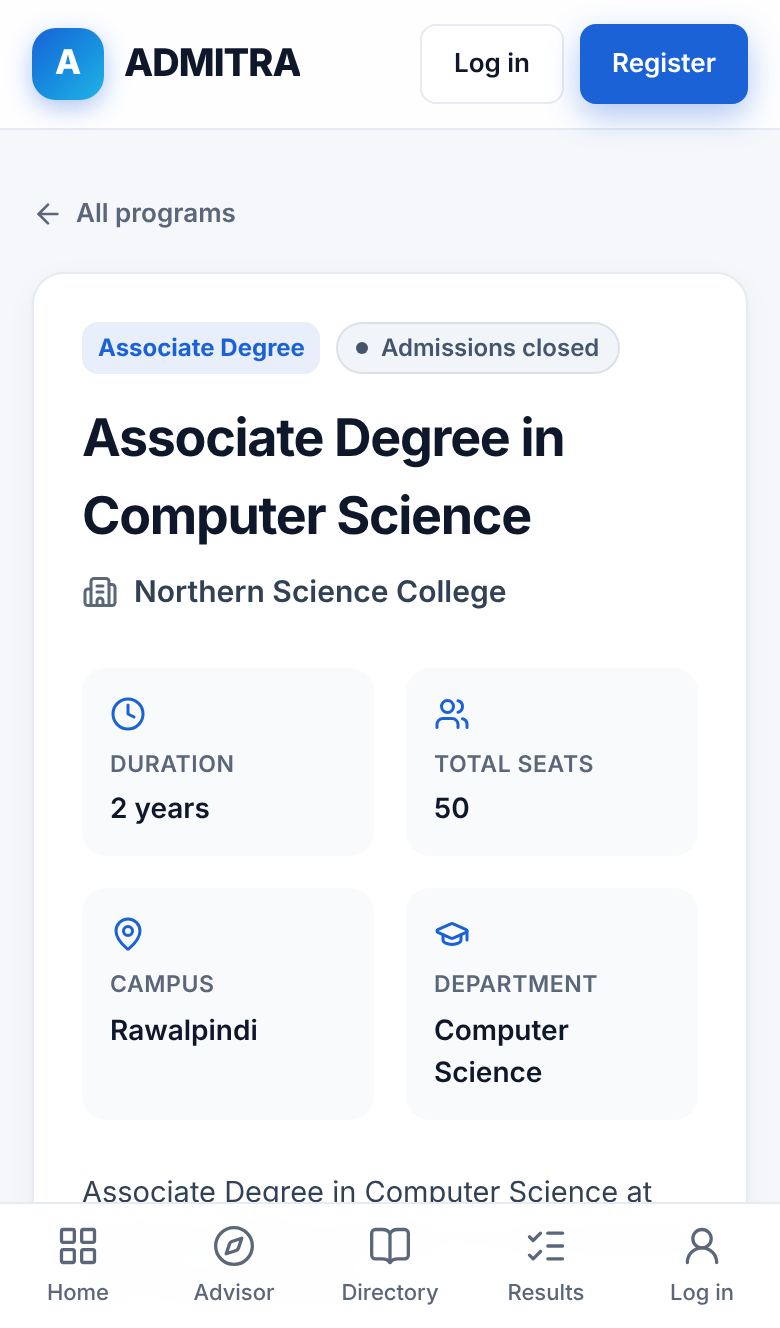 A ADMITRA Log in Register
All programs
Associate Degree Admissions closed
Associate Degree in
Computer Science
Northern Science College
DURATION
2 years
TOTAL SEATS
50
CAMPUS
Rawalpindi
DEPARTMENT
Computer
Science
Associate Degree in Computer Science at
Home Advisor Directory Results Log in